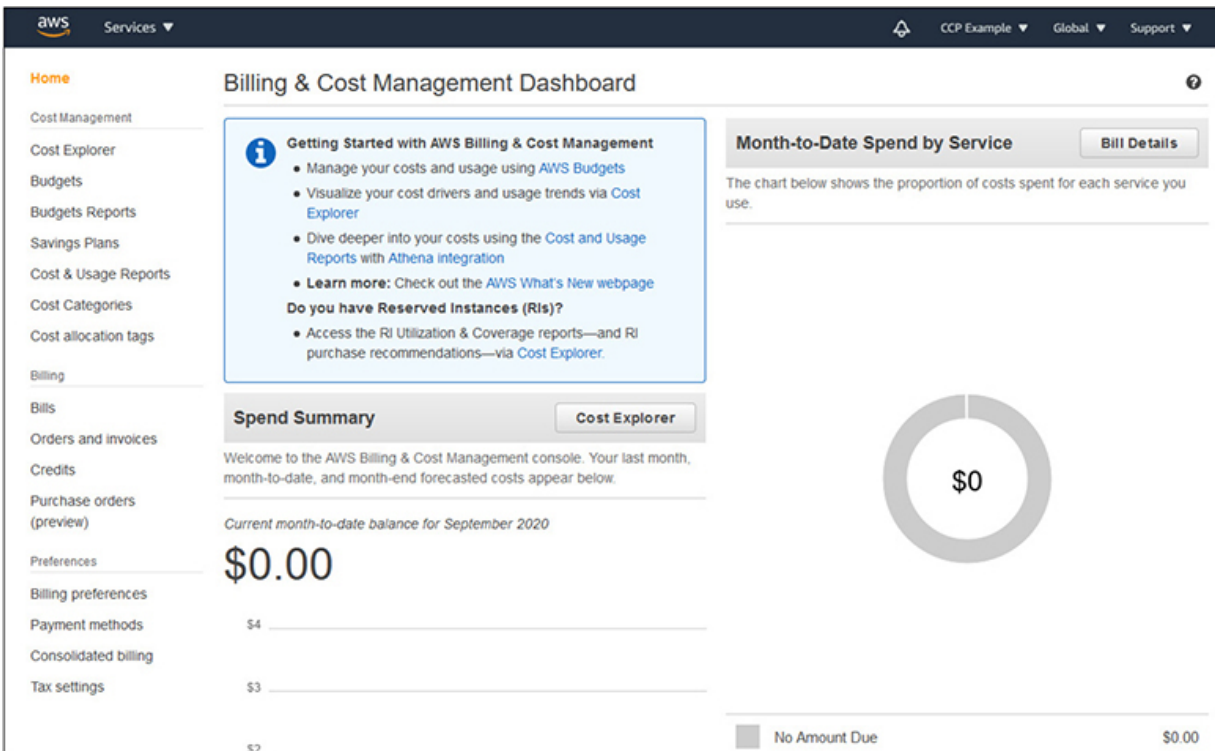 aws
Services ▼
CCP Example ▼
Global ▼
Support ▼
Home
Cost Management
Cost Explorer
Budgets
Budgets Reports
Savings Plans
Cost & Usage Reports
Cost Categories
Cost allocation tags
Billing
Bills
Orders and invoices
Credits
Purchase orders
(preview)
Preferences
Billing preferences
Payment methods
Consolidated billing
Tax settings
Billing & Cost Management Dashboard
Getting Started with AWS Billing & Cost Management
• Manage your costs and usage using AWS Budgets
• Visualize your cost drivers and usage trends via Cost
Explorer
• Dive deeper into your costs using the Cost and Usage
Reports with Athena integration
• Learn more: Check out the AWS What's New webpage
Do you have Reserved Instances (RIs)?
• Access the RI Utilization & Coverage reports—and RI
purchase recommendations—via Cost Explorer.
Spend Summary
Cost Explorer
Welcome to the AWS Billing & Cost Management console. Your last month,
month-to-date, and month-end forecasted costs appear below.
Current month-to-date balance for September 2020
$0.00
$4
$3
$2
Month-to-Date Spend by Service
Bill Details
The chart below shows the proportion of costs spent for each service you
use.
$0
No Amount Due
$0.00